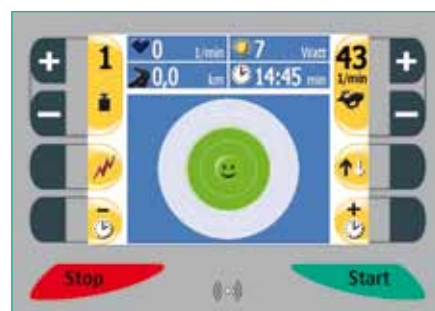 0 1/min 7 Watt
0,0 km 14:45 min
1
43
1/min
+ +
- -
- +
Stop Start